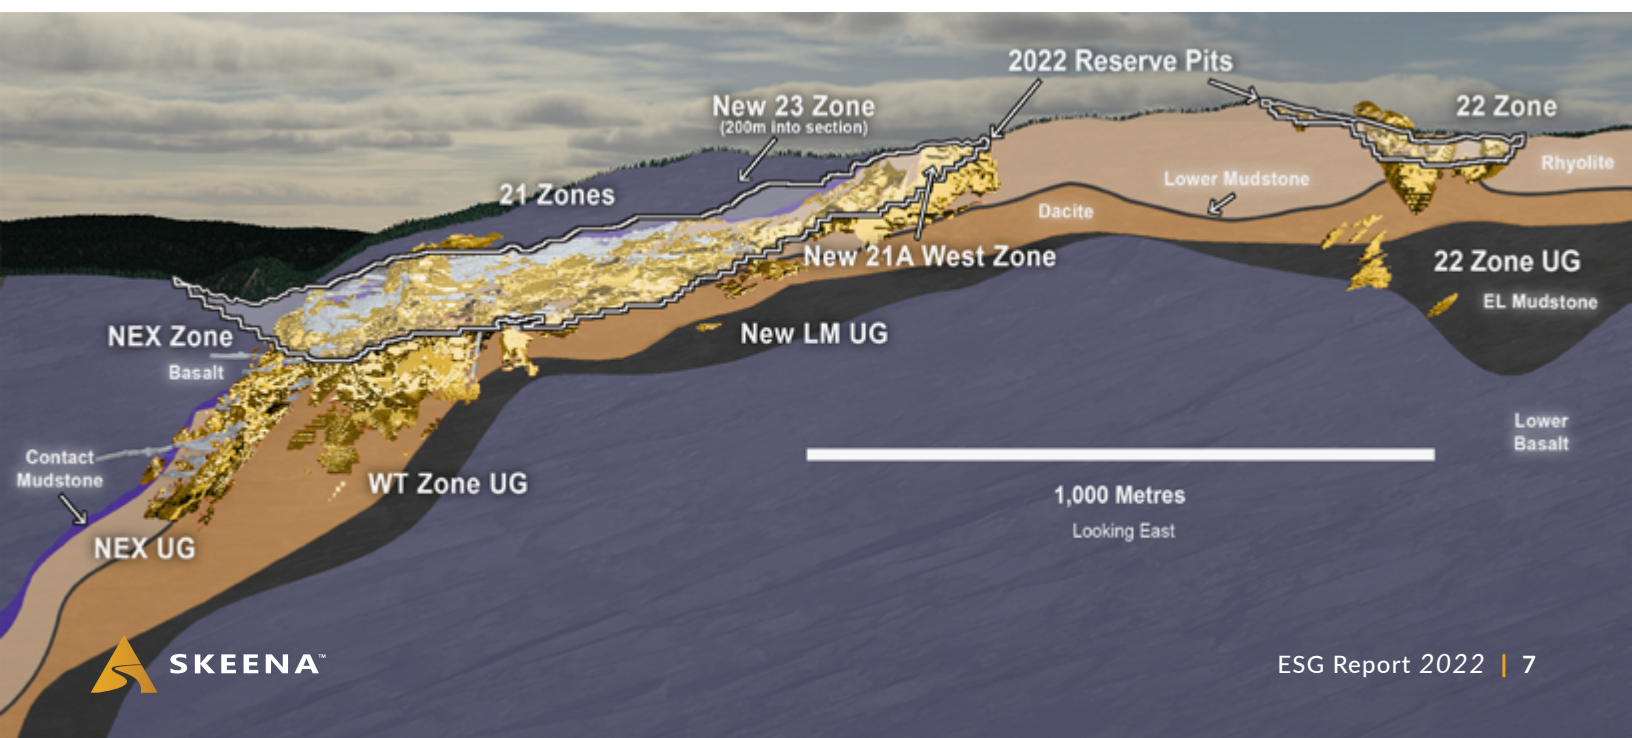 2022 Reserve Pits
New 23 Zone
(200m into section)
22 Zone
Rhyolite
Lower Mudstone
21 Zones
Dacite
New 21A West Zone
22 Zone UG
EL Mudstone
NEX Zone
New LM UG
Basalt
Lower
Basalt
Contact
Mudstone
WT Zone UG
1,000 Metres
Looking East
NEX UG
SKEENA™
ESG Report 2022 | 7